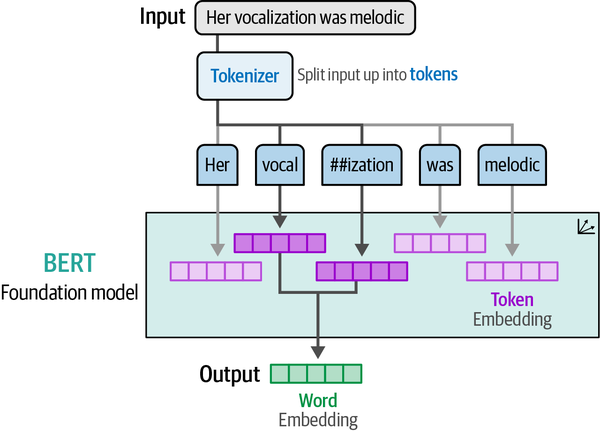 Input
Her vocalization was melodic
Tokenizer
Split input up into tokens
Her
vocal
##ization
was
melodic
BERT
Foundation model
Token
Embedding
Output
Word
Embedding